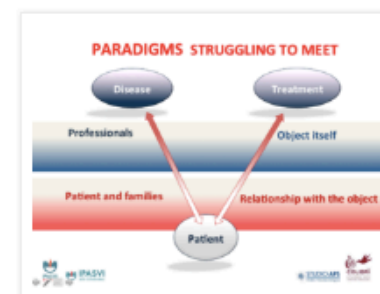 PARADIGMS STRUGGLING TO MEET
Disease Treatment
Professionals Object itself
Patient and families Relationship with the object
Patient
IPASVI